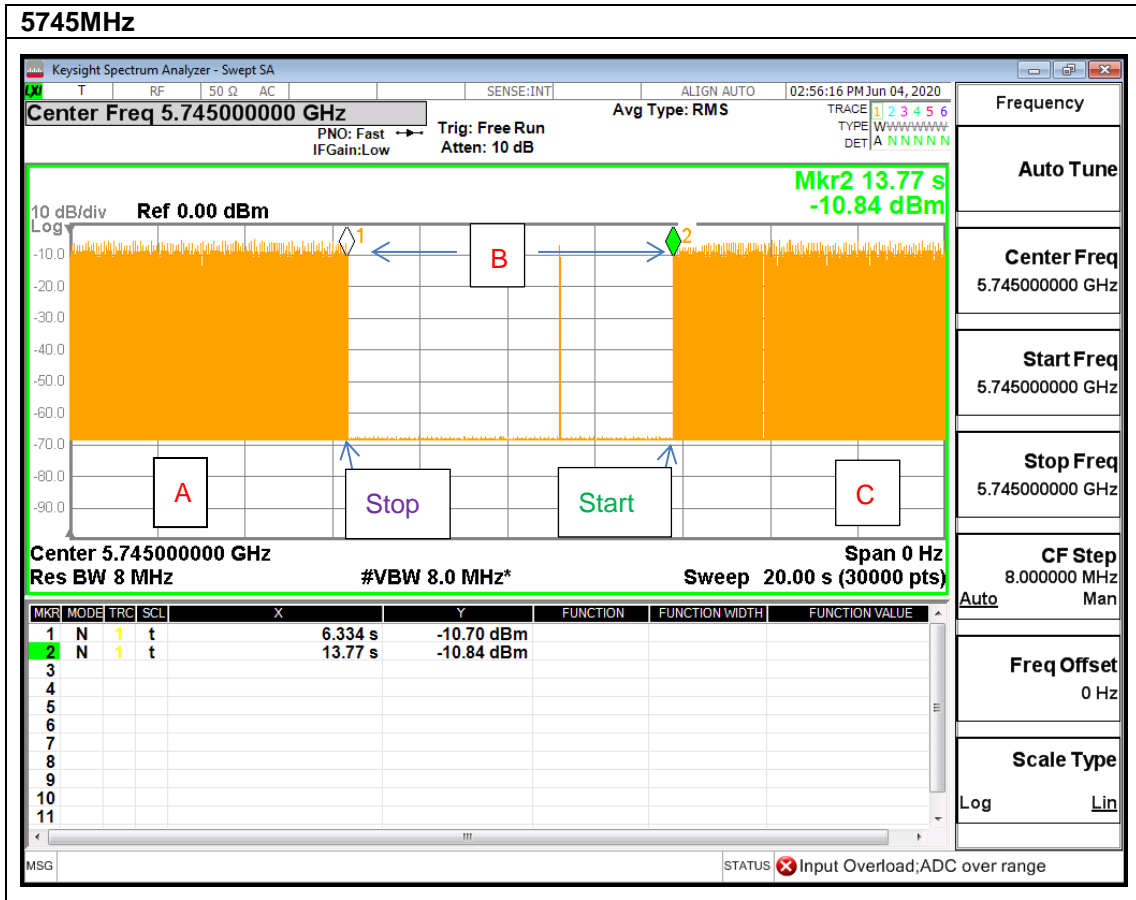 5745MHz
Keysight Spectrum Analyzer - Swept SA
LXI T RF 50 Ω AC SENSE:INT ALIGN AUTO 02:56:16 PM Jun 04, 2020
Center Freq 5.745000000 GHz
PNO: Fast
IFGain:Low
Trig: Free Run
Atten: 10 dB
Avg Type: RMS
TRACE 1 2 3 4 5 6
TYPE WWWWWW
DET A N N N N N
Mkr2 13.77 s
-10.84 dBm
10 dB/div Ref 0.00 dBm
Log
1
2
-10.0
-20.0
-30.0
-40.0
-50.0
-60.0
-70.0
-80.0
-90.0
B
A
Stop
Start
C
Center 5.745000000 GHz Span 0 Hz
Res BW 8 MHz #VBW 8.0 MHz* Sweep 20.00 s (30000 pts)
MKR MODE TRC SCL X Y FUNCTION FUNCTION WIDTH FUNCTION VALUE
1 N 1 t 6.334 s -10.70 dBm
2 N 1 t 13.77 s -10.84 dBm
3
4
5
6
7
8
9
10
11
MSG STATUS Input Overload;ADC over range
Frequency
Auto Tune
Center Freq
5.745000000 GHz
Start Freq
5.745000000 GHz
Stop Freq
5.745000000 GHz
CF Step
8.000000 MHz
Auto Man
Freq Offset
0 Hz
Scale Type
Log Lin